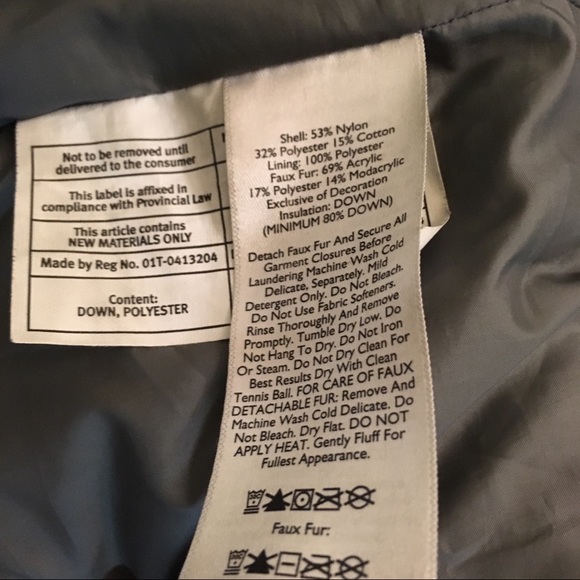 Not to be removed until
delivered to the consumer
This label is affixed in
compliance with Provincial Law
This article contains
NEW MATERIALS ONLY
Made by Reg No. 01T-0413204
Content:
DOWN, POLYESTER
Shell: 53% Nylon
32% Polyester 15% Cotton
Lining: 100% Polyester
Faux Fur: 69% Acrylic
17% Polyester 14% Modacrylic
Exclusive of Decoration
Insulation: DOWN
(MINIMUM 80% DOWN)
Detach Faux Fur And Secure All
Garment Closures Before
Laundering Machine Wash Cold
Delicate, Separately. Mild
Detergent Only. Do Not Bleach.
Do Not Use Fabric Softeners.
Rinse Thoroughly And Remove
Promptly. Tumble Dry Low. Do
Not Hang To Dry. Do Not Iron
Or Steam. Do Not Dry Clean For
Best Results Dry With Clean
Tennis Ball. FOR CARE OF FAUX
DETACHABLE FUR: Remove And
Machine Wash Cold Delicate. Do
Not Bleach. Dry Flat. DO NOT
APPLY HEAT. Gently Fluff For
Fullest Appearance.
Faux Fur: